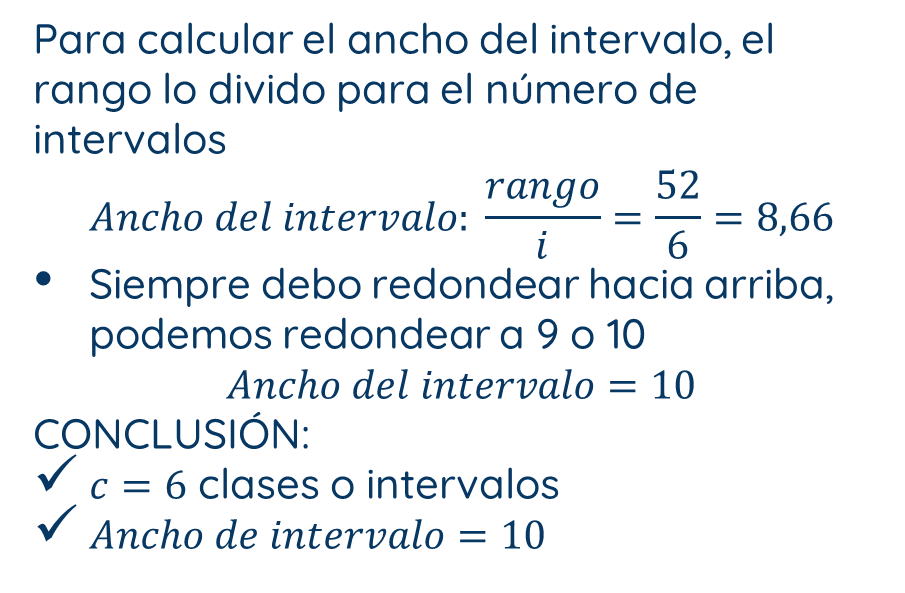 Para calcular el ancho del intervalo, el
rango lo divido para el número de
intervalos
Ancho del intervalo: rango/i = 52/6 = 8,66
• Siempre debo redondear hacia arriba,
podemos redondear a 9 o 10
Ancho del intervalo = 10
CONCLUSIÓN:
✓ c = 6 clases o intervalos
✓ Ancho de intervalo = 10